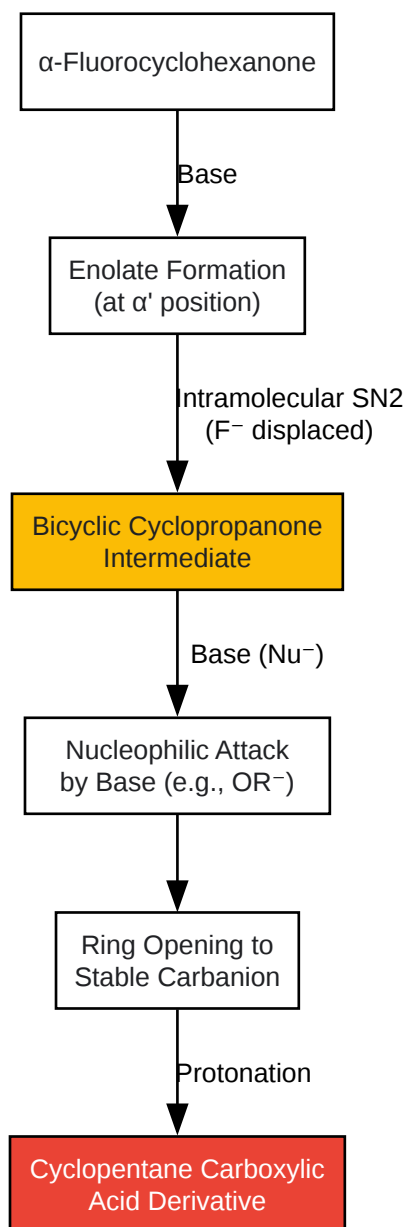 α-Fluorocyclohexanone
Base
Enolate Formation
(at α' position)
Intramolecular SN2
(F⁻ displaced)
Bicyclic Cyclopropanone
Intermediate
Base (Nu⁻)
Nucleophilic Attack
by Base (e.g., OR⁻)
Ring Opening to
Stable Carbanion
Protonation
Cyclopentane Carboxylic
Acid Derivative